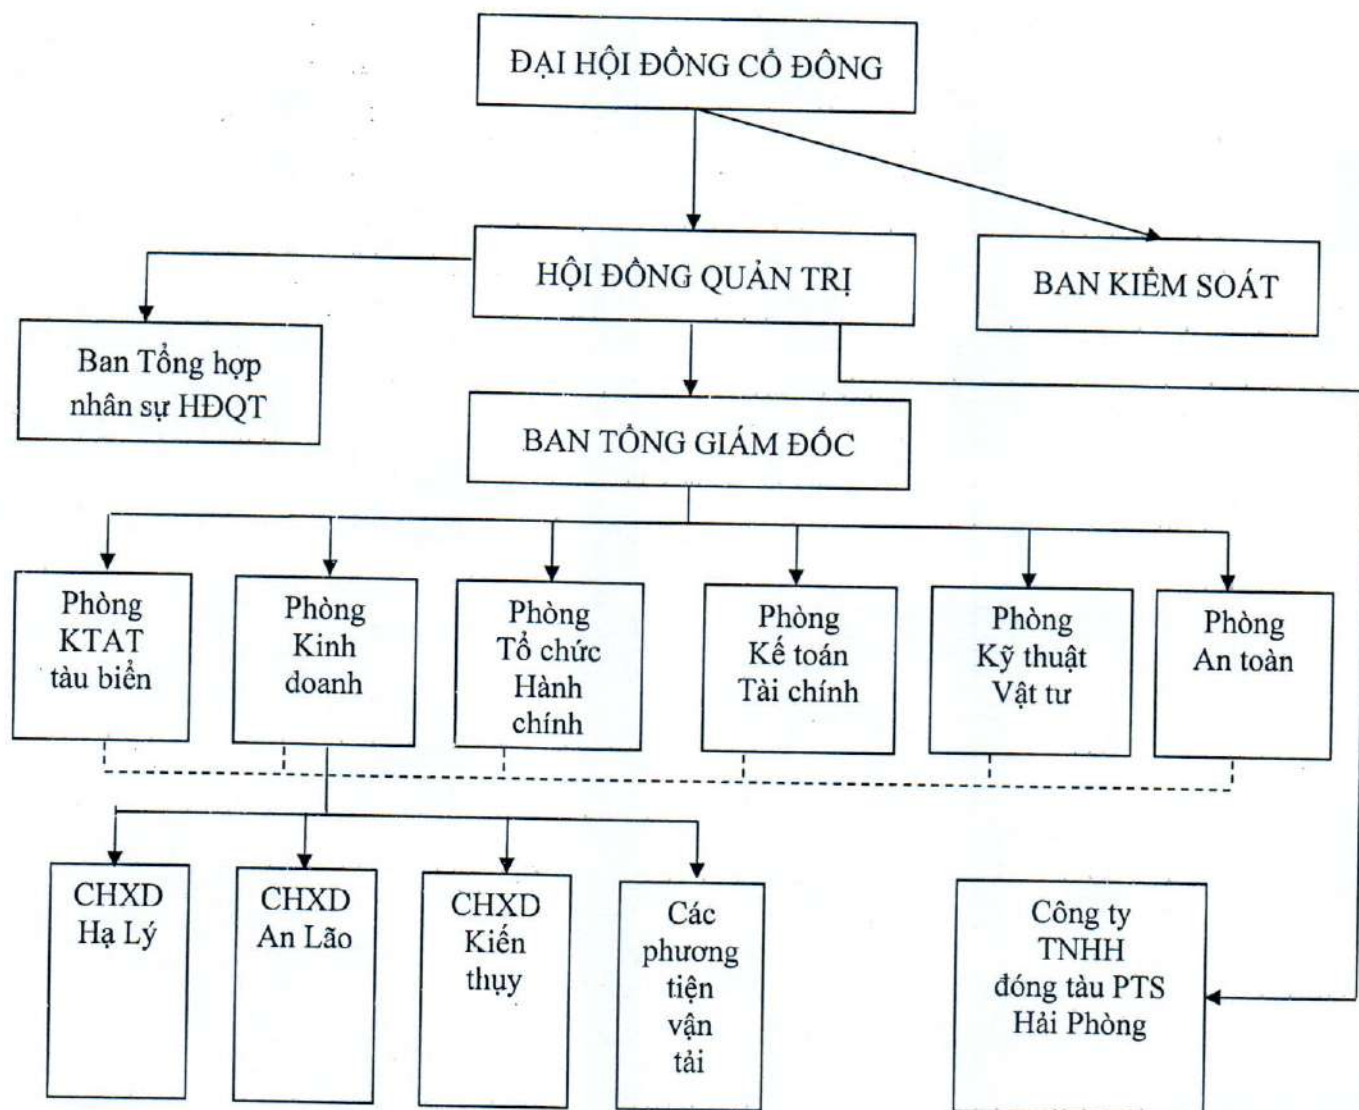 ĐẠI HỘI ĐỒNG CỔ ĐÔNG
HỘI ĐỒNG QUẢN TRỊ
BAN KIỂM SOÁT
Ban Tổng hợp
nhân sự HĐQT
BAN TỔNG GIÁM ĐỐC
Phòng
KTAT
tàu biển
Phòng
Kinh
doanh
Phòng
Tổ chức
Hành
chính
Phòng
Kế toán
Tài chính
Phòng
Kỹ thuật
Vật tư
Phòng
An toàn
CHXD
Hạ Lý
CHXD
An Lão
CHXD
Kiến
thụy
Các
phương
tiện
vận
tải
Công ty
TNHH
đóng tàu PTS
Hải Phòng